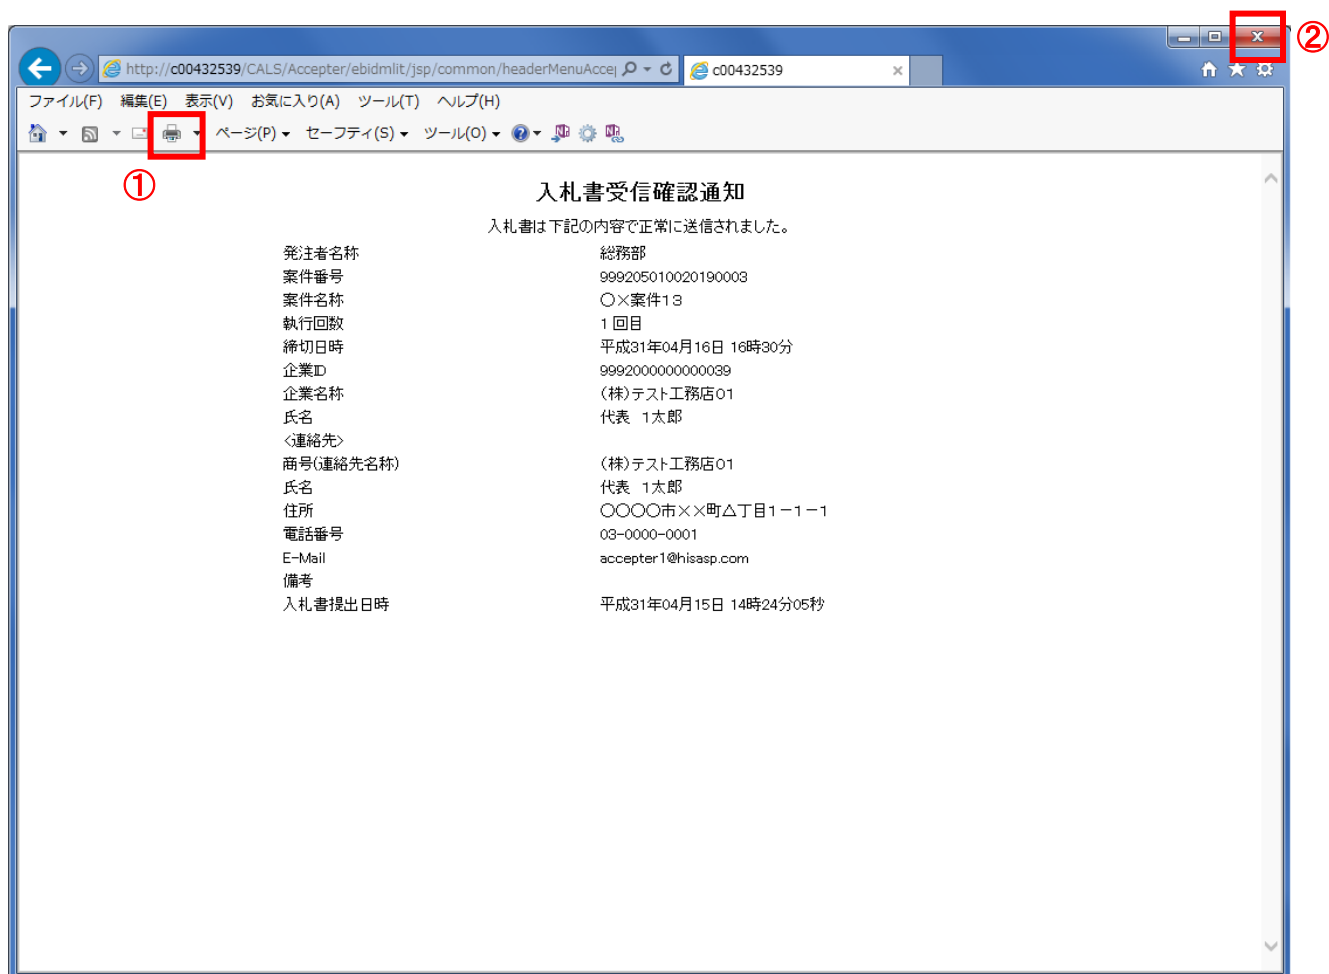 ②
http://c00432539/CALS/Accepter/ebidmlit/jsp/common/headerMenuAccep
c00432539
ファイル(F) 編集(E) 表示(V) お気に入り(A) ツール(T) ヘルプ(H)
ページ(P) セーフティ(S) ツール(O)
①
入札書受信確認通知
入札書は下記の内容で正常に送信されました。
発注者名称 総務部
案件番号 999205010020190003
案件名称 〇×案件13
執行回数 1回目
締切日時 平成31年04月16日 16時30分
企業ID 9992000000000039
企業名称 (株)テスト工務店01
氏名 代表 1太郎
<連絡先>
商号(連絡先名称) (株)テスト工務店01
氏名 代表 1太郎
住所 〇〇〇〇市××町△丁目1-1-1
電話番号 03-0000-0001
E-Mail accepter1@hisasp.com
備考
入札書提出日時 平成31年04月15日 14時24分05秒